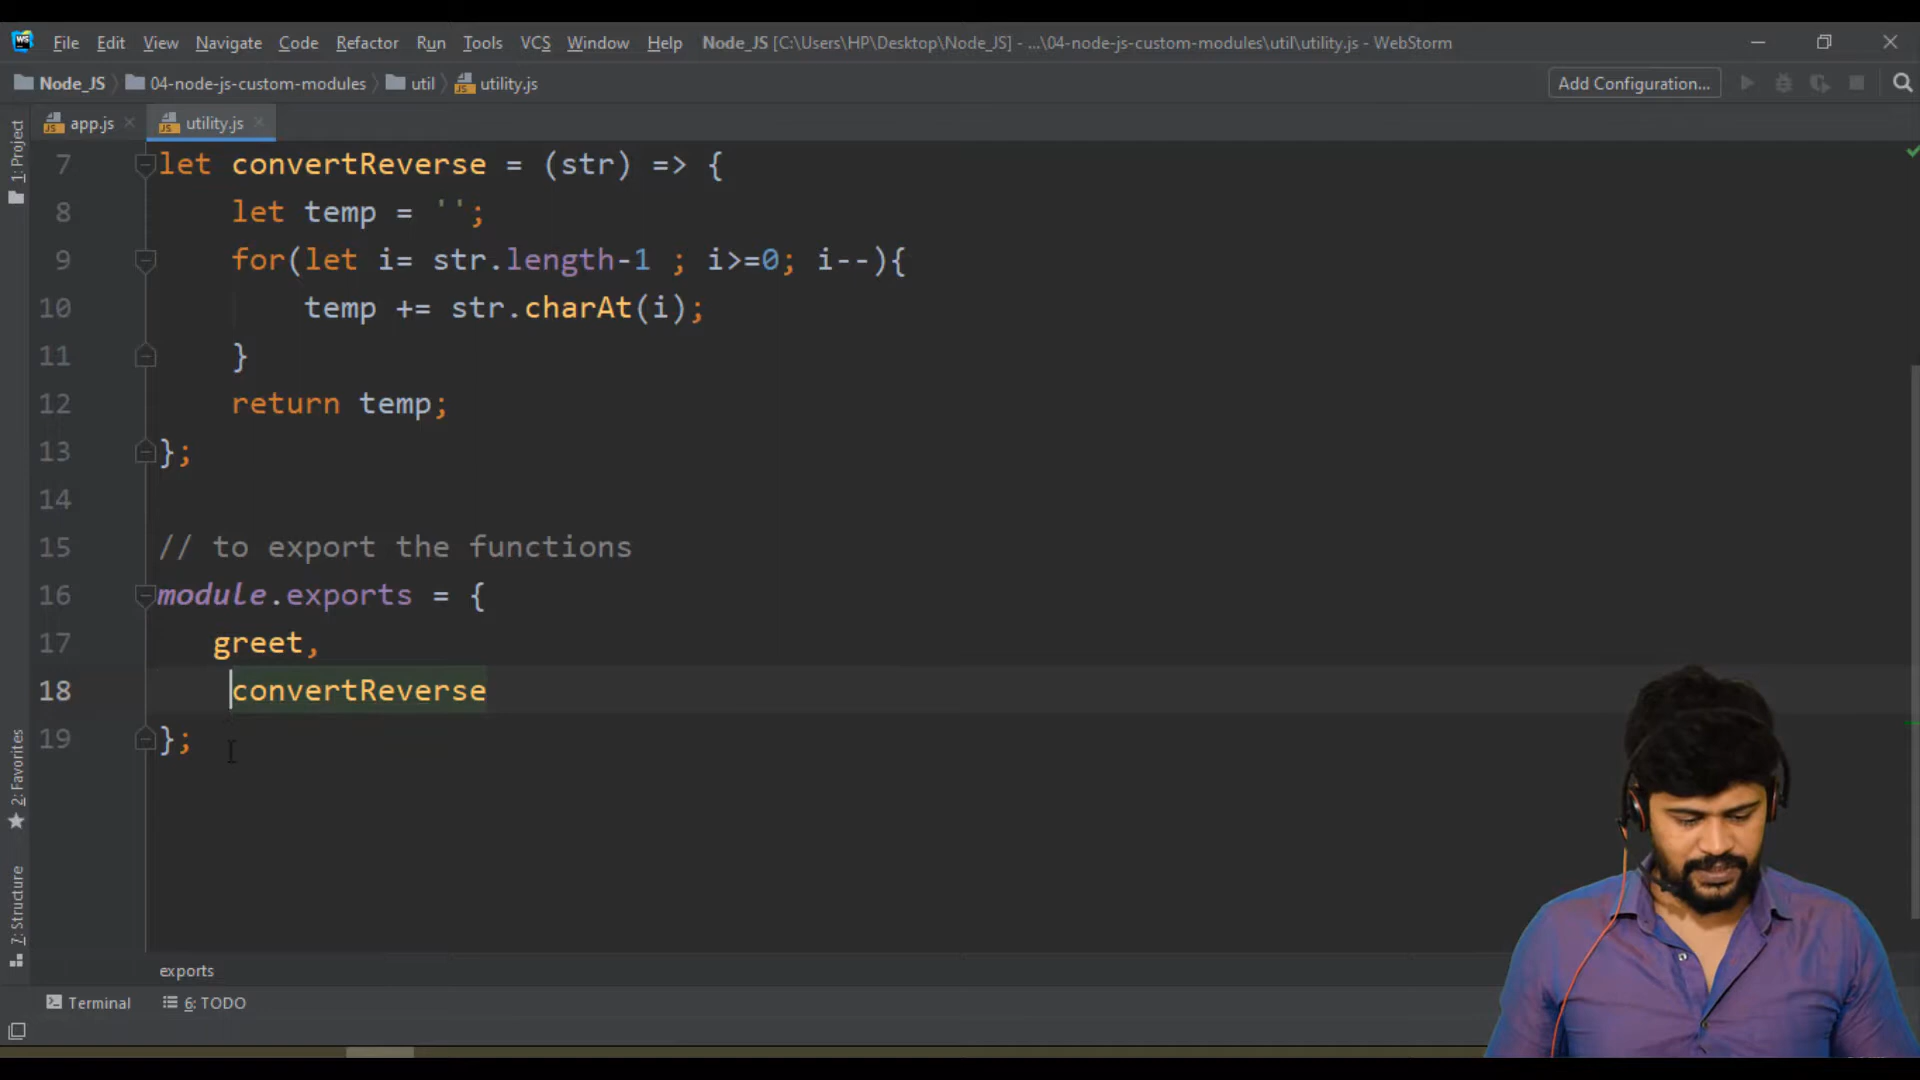 WS File Edit View Navigate Code Refactor Run Tools VCS Window Help Node_JS [C:\Users\HP\Desktop\Node_JS] - ...\04-node-js-custom-modules\util\utility.js - WebStorm
Node_JS 04-node-js-custom-modules util utility.js Add Configuration...
app.js utility.js
1: Project
7 let convertReverse = (str) => {
8 let temp = '';
9 for(let i= str.length-1 ; i>=0; i--){
10 temp += str.charAt(i);
11 }
12 return temp;
13 };
14
15 // to export the functions
16 module.exports = {
17 greet,
18 convertReverse
19 };
2: Favorites
7: Structure
exports
Terminal 6: TODO